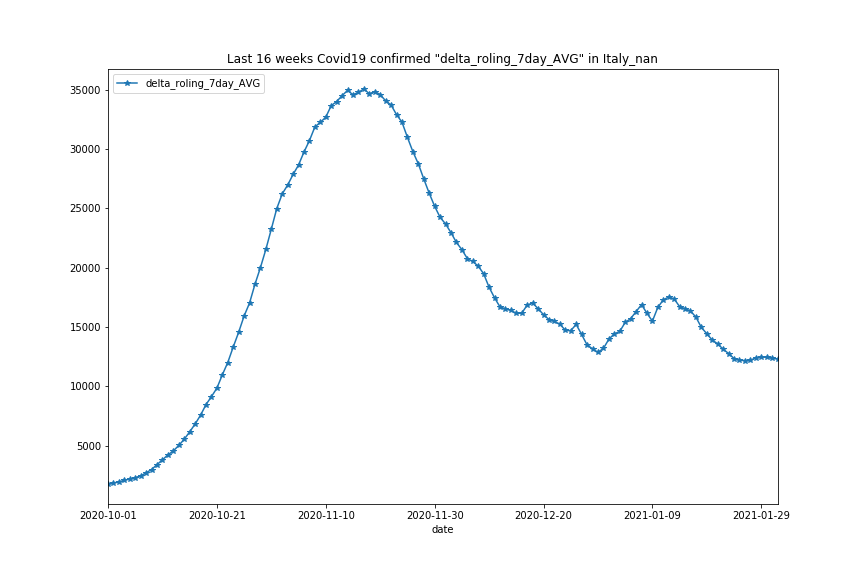 Last 16 weeks Covid19 confirmed "delta_roling_7day_AVG" in Italy_nan
delta_roling_7day_AVG
35000
30000
25000
20000
15000
10000
5000
2020-10-01 2020-10-21 2020-11-10 2020-11-30 2020-12-20 2021-01-09 2021-01-29
date